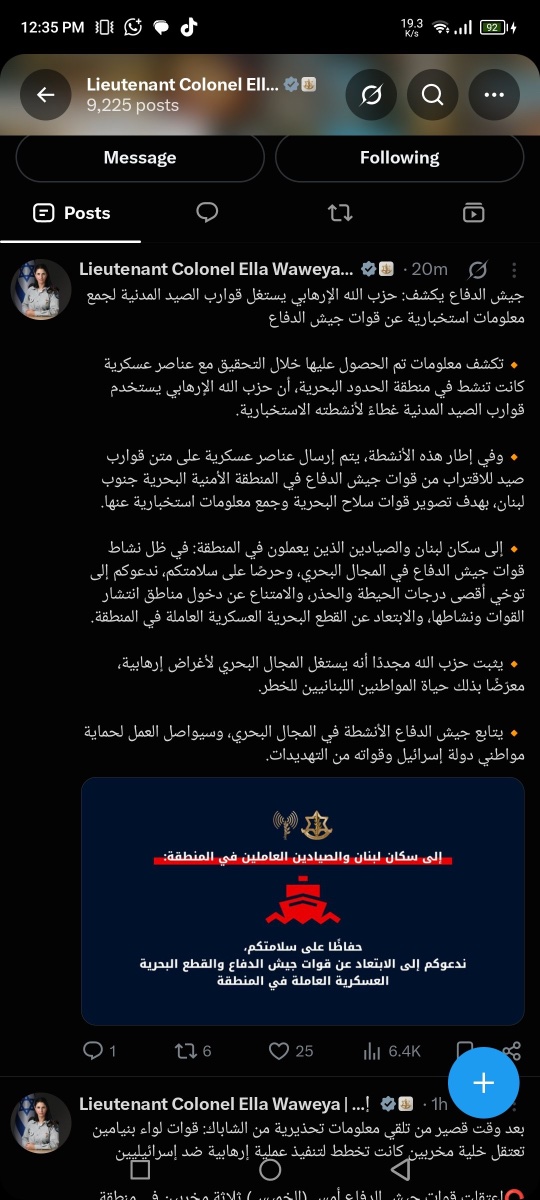 12:35 PM
19.3
K/s
92
Lieutenant Colonel Ell...
9,225 posts
Message
Following
Posts
Lieutenant Colonel Ella Waweya... · 20m
جيش الدفاع يكشف: حزب الله الإرهابي يستغل قوارب الصيد المدنية لجمع
معلومات استخبارية عن قوات جيش الدفاع
🔸 تكشف معلومات تم الحصول عليها خلال التحقيق مع عناصر عسكرية
كانت تنشط في منطقة الحدود البحرية، أن حزب الله الإرهابي يستخدم
قوارب الصيد المدنية غطاءً لأنشطته الاستخبارية.
🔸 وفي إطار هذه الأنشطة، يتم إرسال عناصر عسكرية على متن قوارب
صيد للاقتراب من قوات جيش الدفاع في المنطقة الأمنية البحرية جنوب
لبنان، بهدف تصوير قوات سلاح البحرية وجمع معلومات استخبارية عنها.
🔸 إلى سكان لبنان والصيادين الذين يعملون في المنطقة: في ظل نشاط
قوات جيش الدفاع في المجال البحري، وحرصًا على سلامتكم، ندعوكم إلى
توخي أقصى درجات الحيطة والحذر، والامتناع عن دخول مناطق انتشار
القوات ونشاطها، والابتعاد عن القطع البحرية العسكرية العاملة في المنطقة.
🔸 يثبت حزب الله مجددًا أنه يستغل المجال البحري لأغراض إرهابية،
معرّضًا بذلك حياة المواطنين اللبنانيين للخطر.
🔸 يتابع جيش الدفاع الأنشطة في المجال البحري، وسيواصل العمل لحماية
مواطني دولة إسرائيل وقواته من التهديدات.
إلى سكان لبنان والصيادين العاملين في المنطقة:
حفاظًا على سلامتكم،
ندعوكم إلى الابتعاد عن قوات جيش الدفاع والقطع البحرية
العسكرية العاملة في المنطقة
1
6
25
6.4K
Lieutenant Colonel Ella Waweya | ...! · 1h
بعد وقت قصير من تلقي معلومات تحذيرية من الشاباك: قوات لواء بنيامين
تعتقل خلية مخربين كانت تخطط لتنفيذ عملية إرهابية ضد إسرائيليين
اعتقلت قوات جيش الدفاع أمس (الخميس) ثلاثة مخربين في منطقة